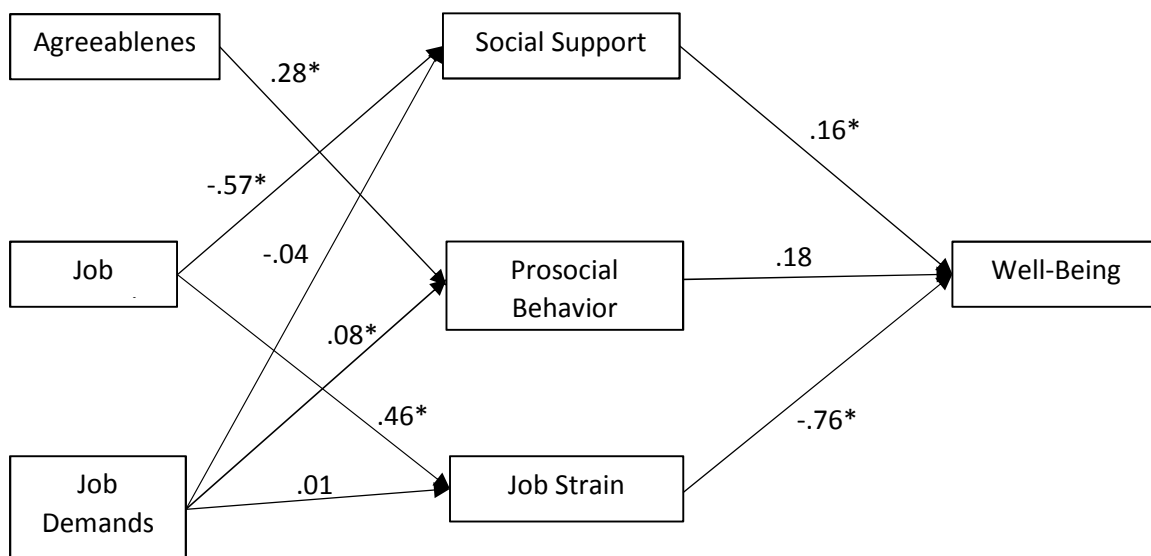 Agreeablenes
Social Support
.28*
.16*
-.57*
-.04
Job
Prosocial
Behavior
.18
Well-Being
.08*
.46*
-.76*
Job
Demands
.01
Job Strain